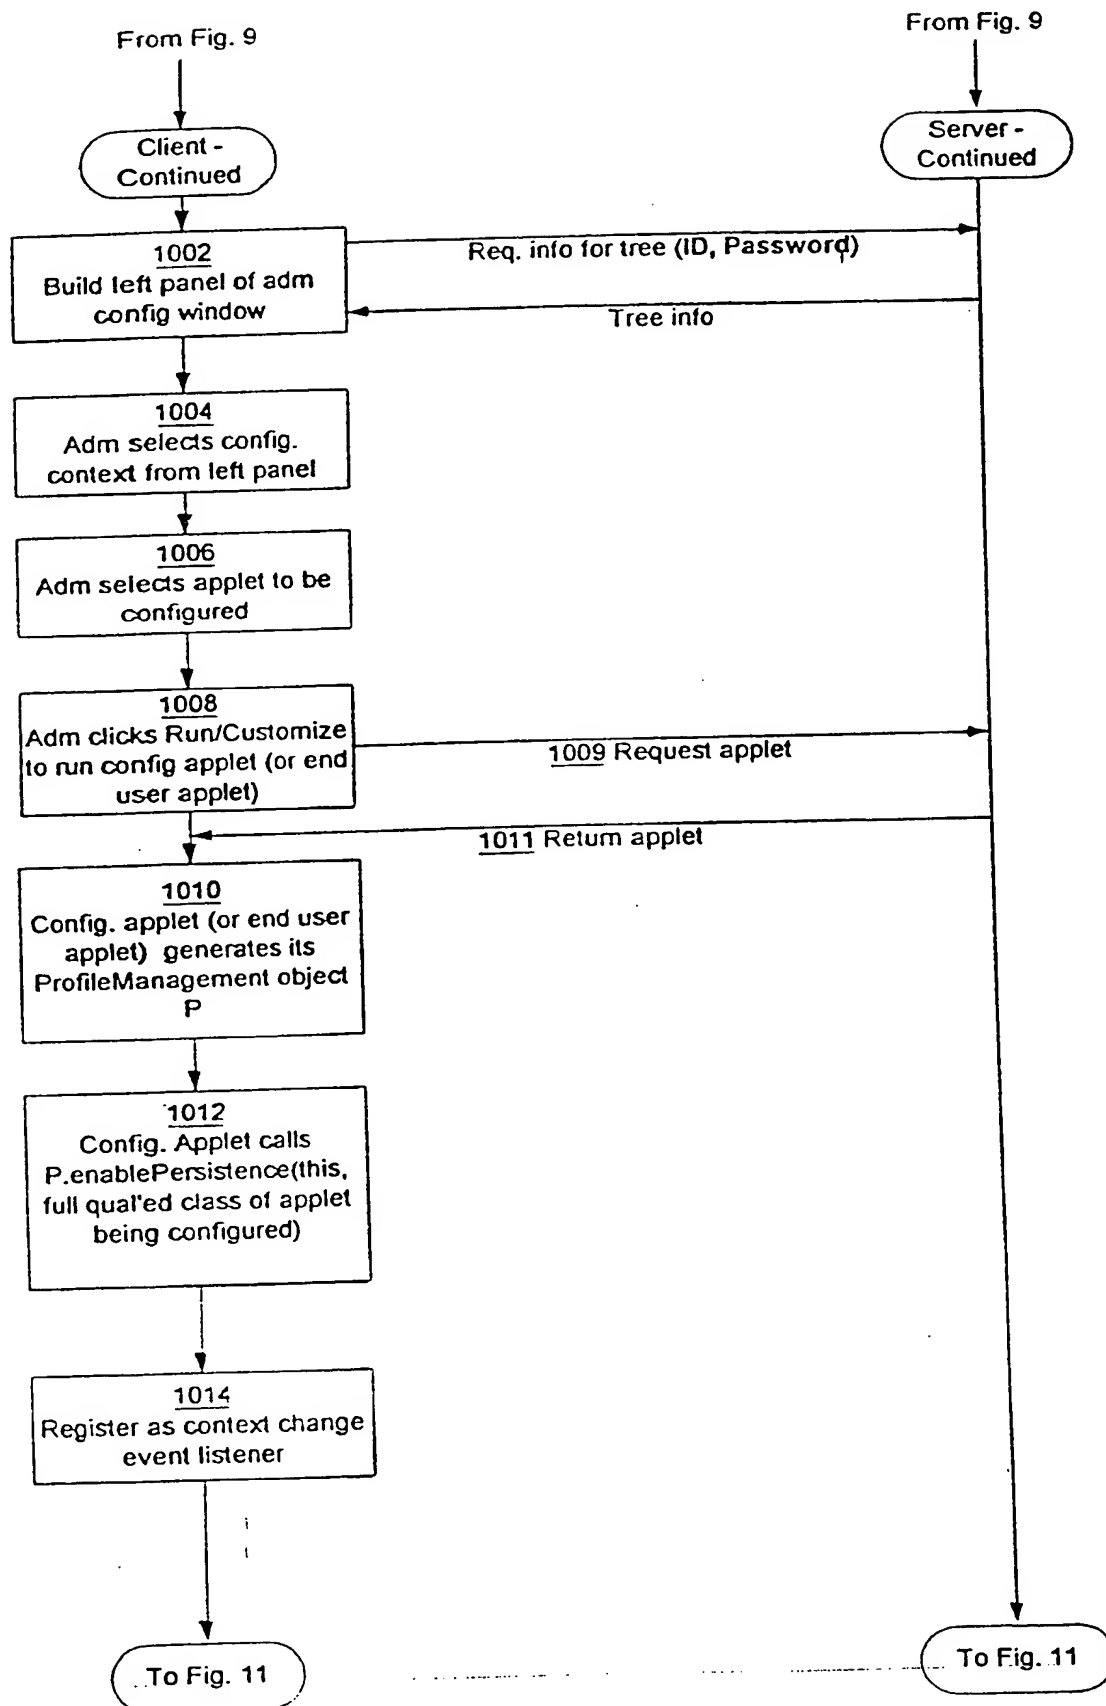 From Fig. 9
From Fig. 9
Client -
Continued
Server -
Continued
1002
Build left panel of adm
config window
Req. info for tree (ID, Password)
Tree info
1004
Adm selects config.
context from left panel
1006
Adm selects applet to be
configured
1008
Adm clicks Run/Customize
to run config applet (or end
user applet)
1009 Request applet
1011 Return applet
1010
Config. applet (or end user
applet) generates its
ProfileManagement object
P
1012
Config. Applet calls
P.enablePersistence(this,
full qual'ed class of applet
being configured)
1014
Register as context change
event listener
To Fig. 11
To Fig. 11